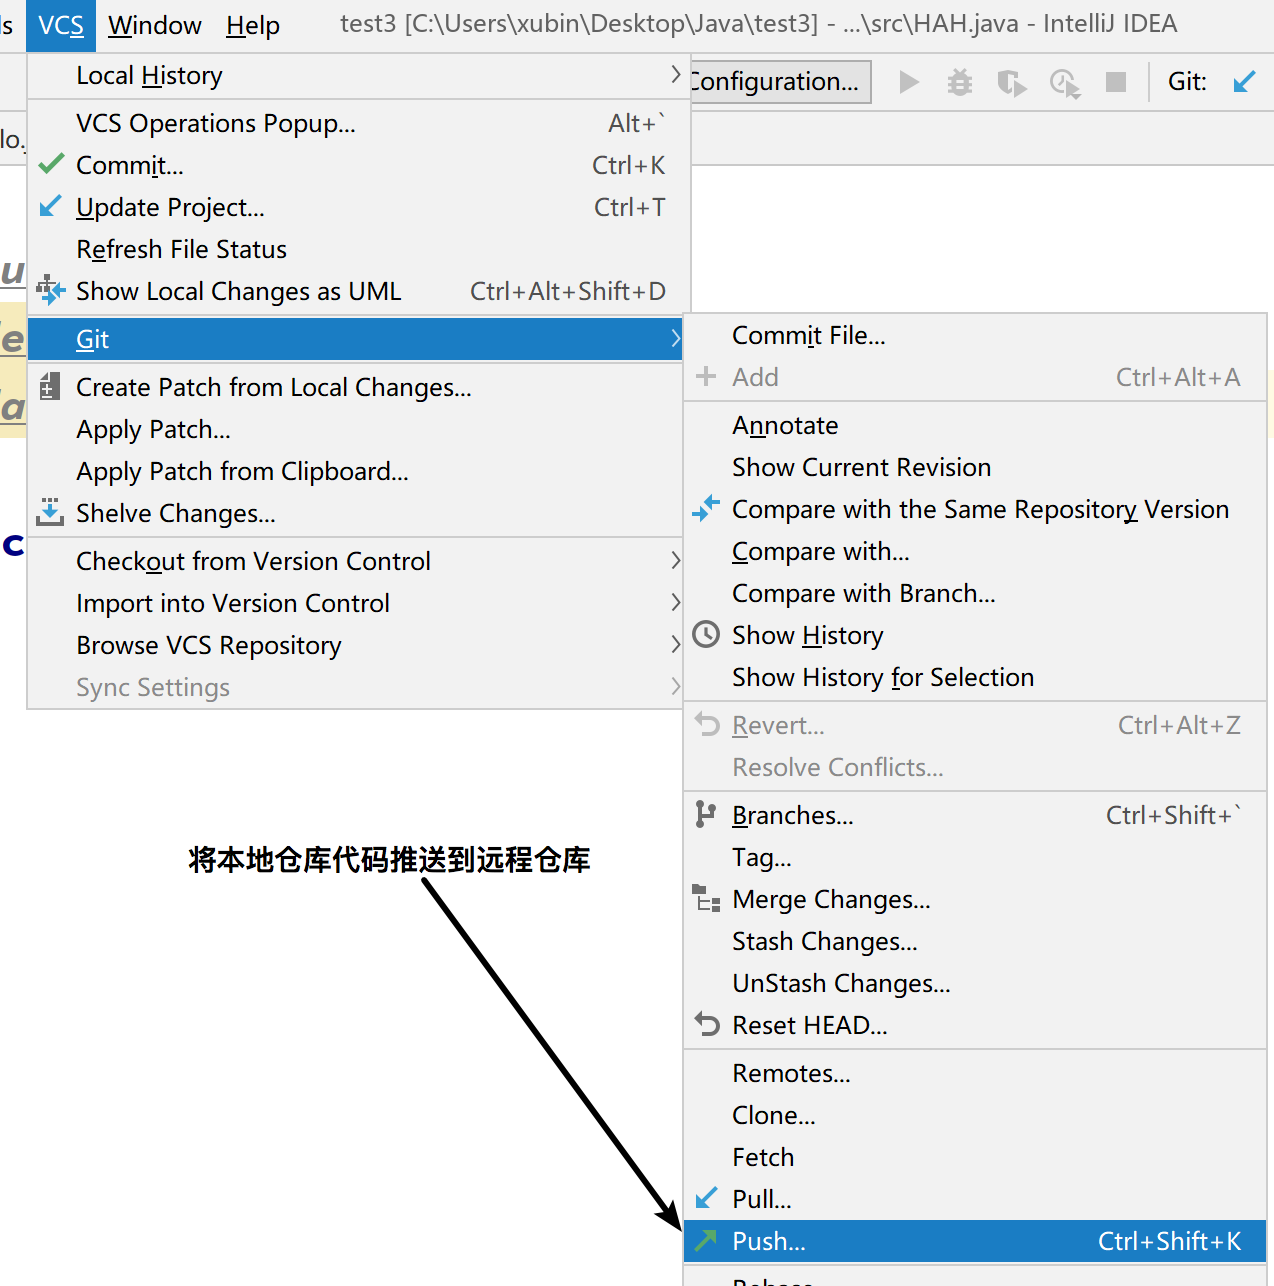 s VCS Window Help test3 [C:\Users\xubin\Desktop\Java\test3] - ...\src\HAH.java - IntelliJ IDEA
Local History
Configuration... Git:
VCS Operations Popup... Alt+`
lo.
Commit... Ctrl+K
Update Project... Ctrl+T
Refresh File Status
u
Show Local Changes as UML Ctrl+Alt+Shift+D
Git
e
Commit File...
Add Ctrl+Alt+A
Create Patch from Local Changes...
a
Apply Patch...
Annotate
Apply Patch from Clipboard...
Show Current Revision
Shelve Changes...
Compare with the Same Repository Version
c
Checkout from Version Control
Compare with...
Import into Version Control
Compare with Branch...
Browse VCS Repository
Show History
Sync Settings
Show History for Selection
Revert... Ctrl+Alt+Z
Resolve Conflicts...
Branches... Ctrl+Shift+`
将本地仓库代码推送到远程仓库
Tag...
Merge Changes...
Stash Changes...
UnStash Changes...
Reset HEAD...
Remotes...
Clone...
Fetch
Pull...
Push... Ctrl+Shift+K